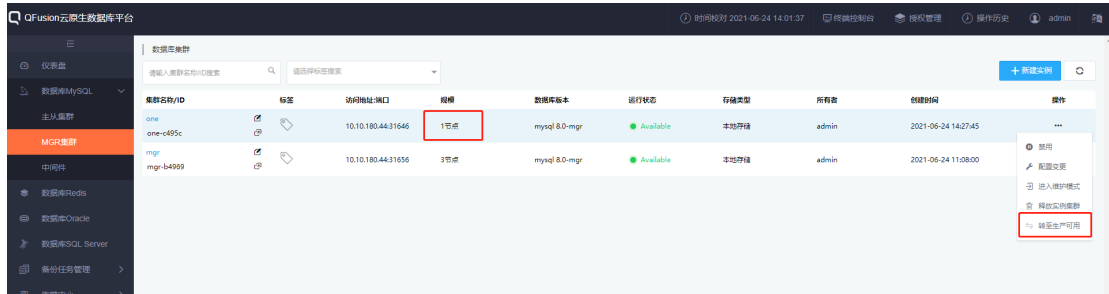 QFusion云原生数据库平台
时间校对 2021-06-24 14:01:37 终端控制台 授权管理 操作历史 admin
仪表盘
数据库MySQL
主从集群
MGR集群
中间件
数据库Redis
数据库Oracle
数据库SQL Server
备份任务管理
数据库集群
请输入集群名称/ID搜索 请选择标签搜索 + 新建实例
集群名称/ID 标签 访问地址:端口 规模 数据库版本 运行状态 存储类型 所有者 创建时间 操作
one
one-c495c 10.10.180.44:31646 1节点 mysql 8.0-mgr Available 本地存储 admin 2021-06-24 14:27:45 ···
mgr
mgr-b4969 10.10.180.44:31656 3节点 mysql 8.0-mgr Available 本地存储 admin 2021-06-24 11:08:00
禁用
配置变更
进入维护模式
释放实例集群
转至生产可用